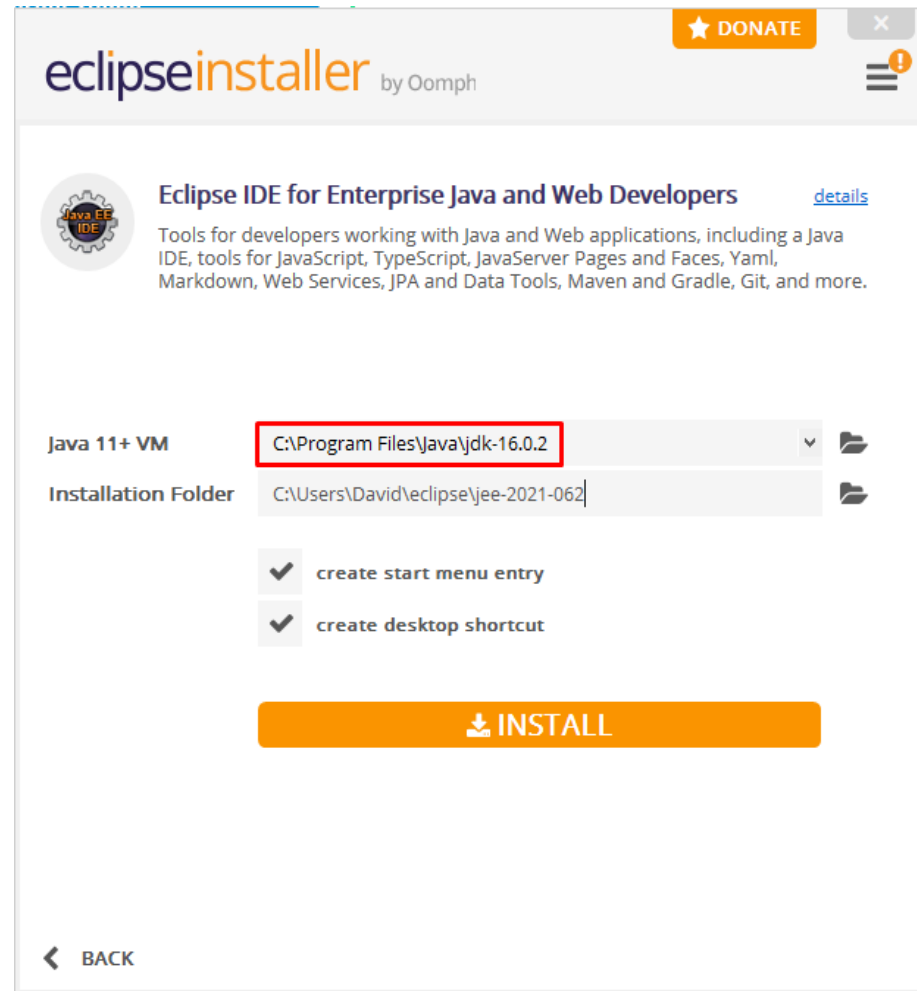 DONATE
eclipseinstaller by Oomph
Java EE
IDE
Eclipse IDE for Enterprise Java and Web Developers
details
Tools for developers working with Java and Web applications, including a Java
IDE, tools for JavaScript, TypeScript, JavaServer Pages and Faces, Yaml,
Markdown, Web Services, JPA and Data Tools, Maven and Gradle, Git, and more.
Java 11+ VM
C:\Program Files\Java\jdk-16.0.2
Installation Folder
C:\Users\David\eclipse\jee-2021-062
create start menu entry
create desktop shortcut
INSTALL
BACK